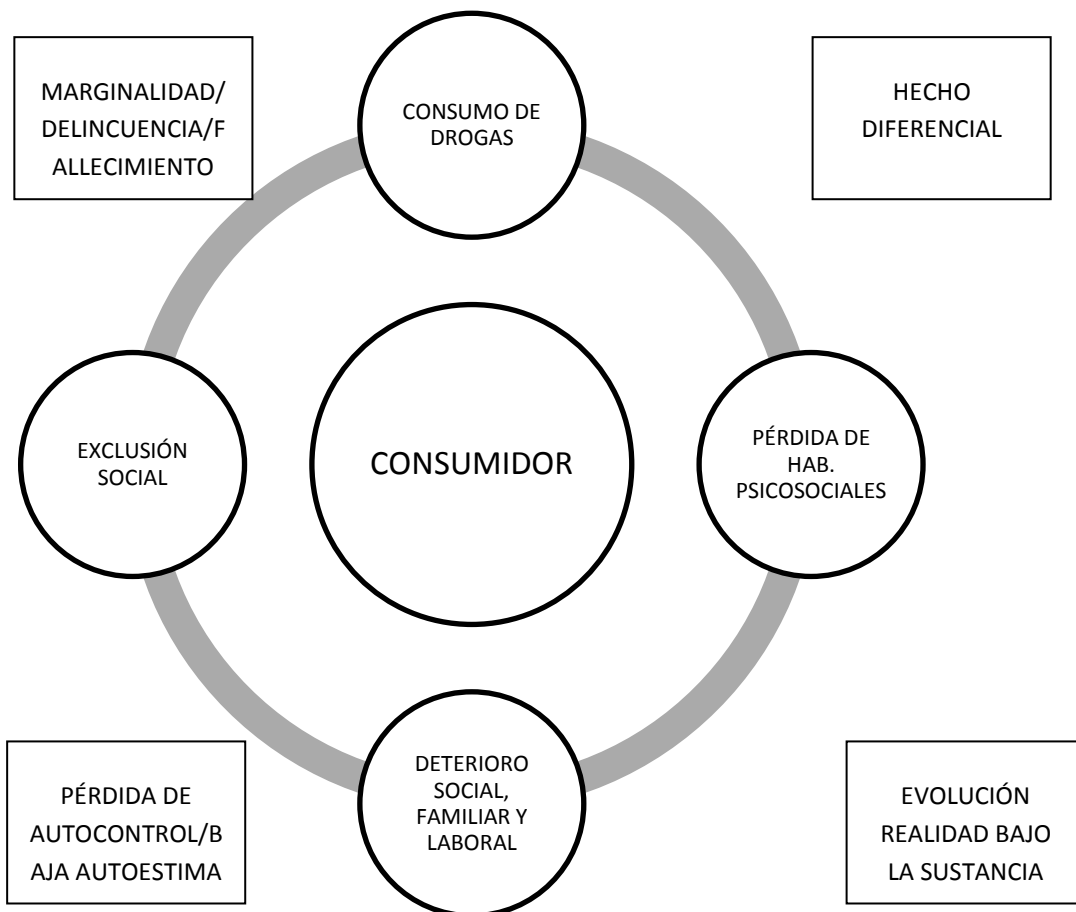 MARGINALIDAD/
DELINCUENCIA/F
ALLECIMIENTO
CONSUMO DE
DROGAS
HECHO
DIFERENCIAL
EXCLUSIÓN
SOCIAL
CONSUMIDOR
PÉRDIDA DE
HAB.
PSICOSOCIALES
PÉRDIDA DE
AUTOCONTROL/B
AJA AUTOESTIMA
DETERIORO
SOCIAL,
FAMILIAR Y
LABORAL
EVOLUCIÓN
REALIDAD BAJO
LA SUSTANCIA